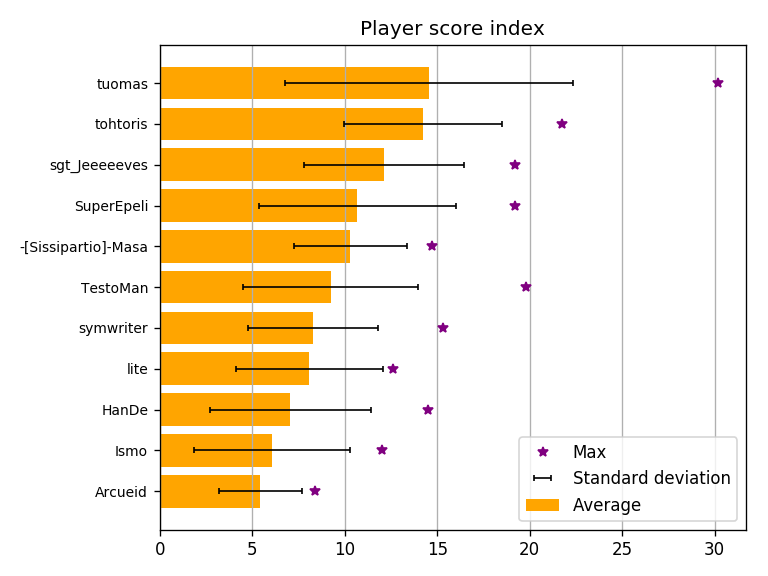 Player score index
tuomas
tohtoris
sgt_Jeeeeeves
SuperEpeli
-[Sissipartio]-Masa
TestoMan
symwriter
lite
HanDe
Ismo
Arcueid
Max
Standard deviation
Average
0 5 10 15 20 25 30